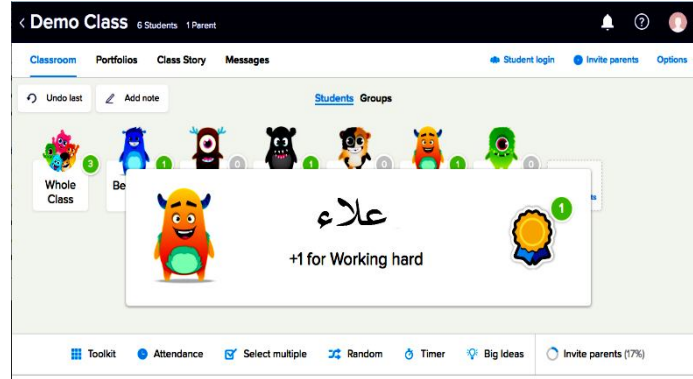 < Demo Class 6 Students 1 Parent
Classroom Portfolios Class Story Messages Student login Invite parents Options
Undo last Add note Students Groups
3 1 0 1 0 1 0
Whole
Class
Be
علاء
1
+1 for Working hard
Toolkit Attendance Select multiple Random Timer Big Ideas Invite parents (17%)